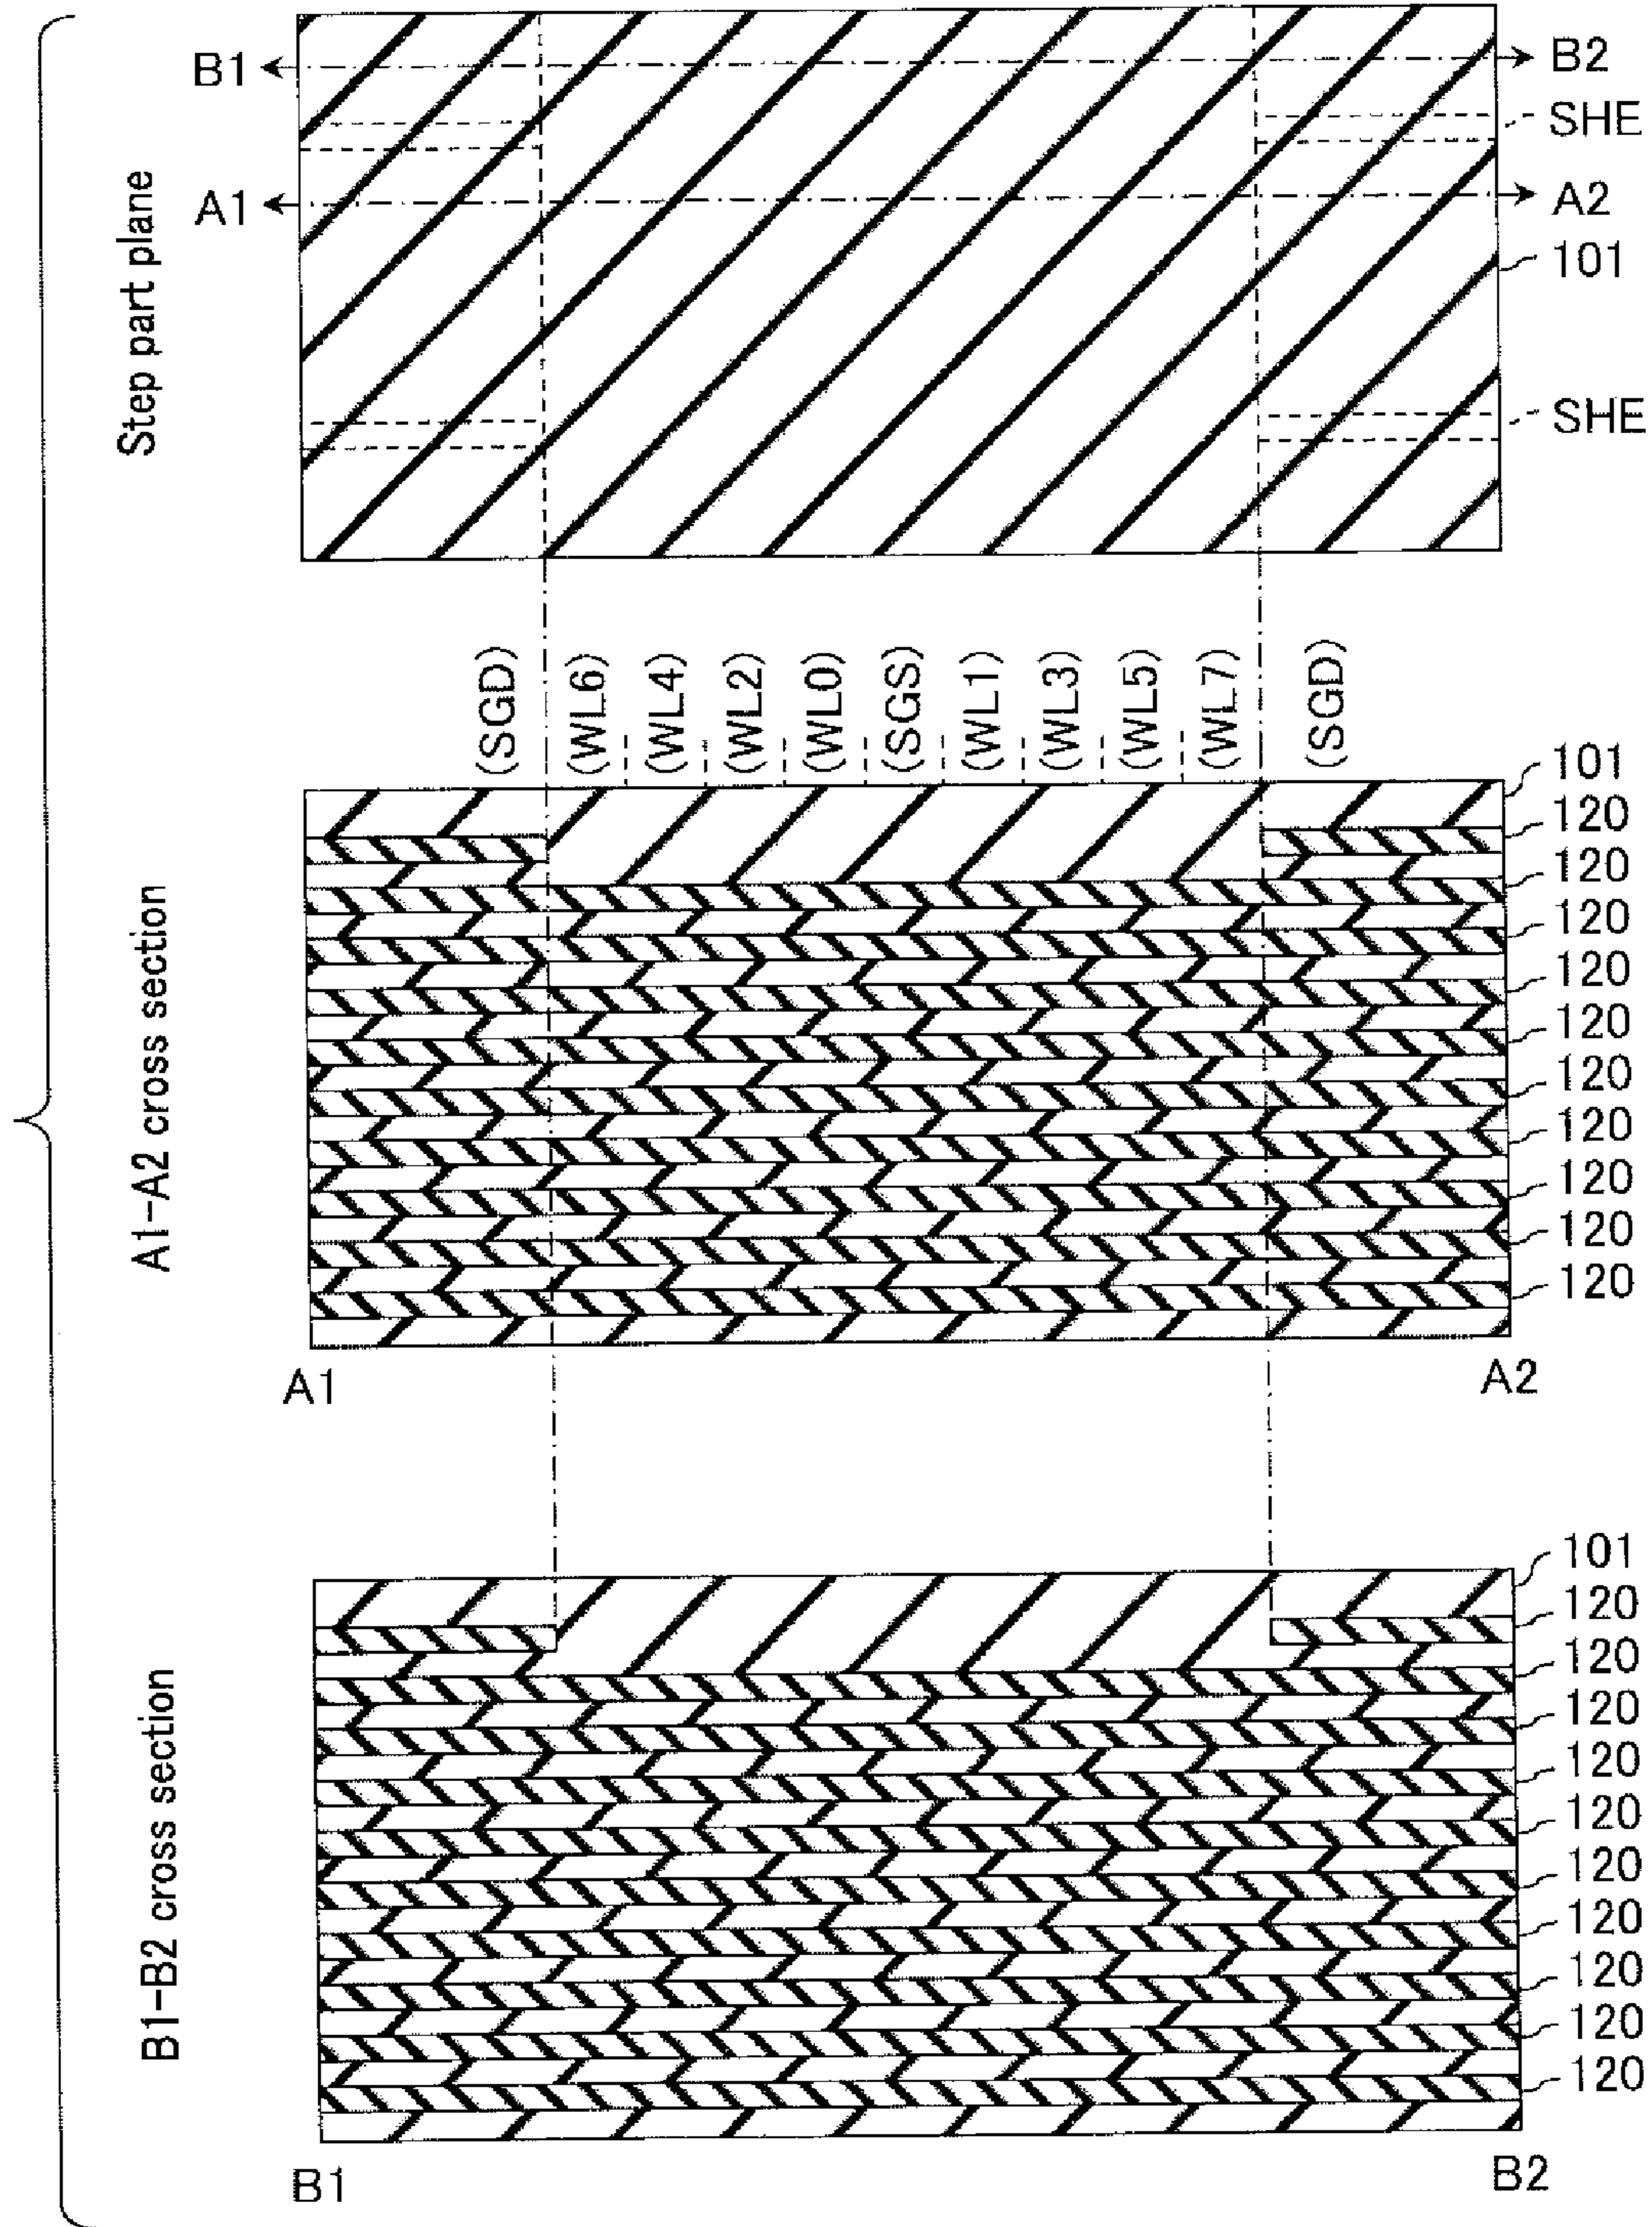 Step part plane
B1
B2
SHE
A1
A2
101
SHE
(SGD)
(WL6)
(WL4)
(WL2)
(WL0)
(SGS)
(WL1)
(WL3)
(WL5)
(WL7)
(SGD)
A1-A2 cross section
101
120
120
120
120
120
120
120
120
120
120
A1
A2
B1-B2 cross section
101
120
120
120
120
120
120
120
120
120
120
B1
B2